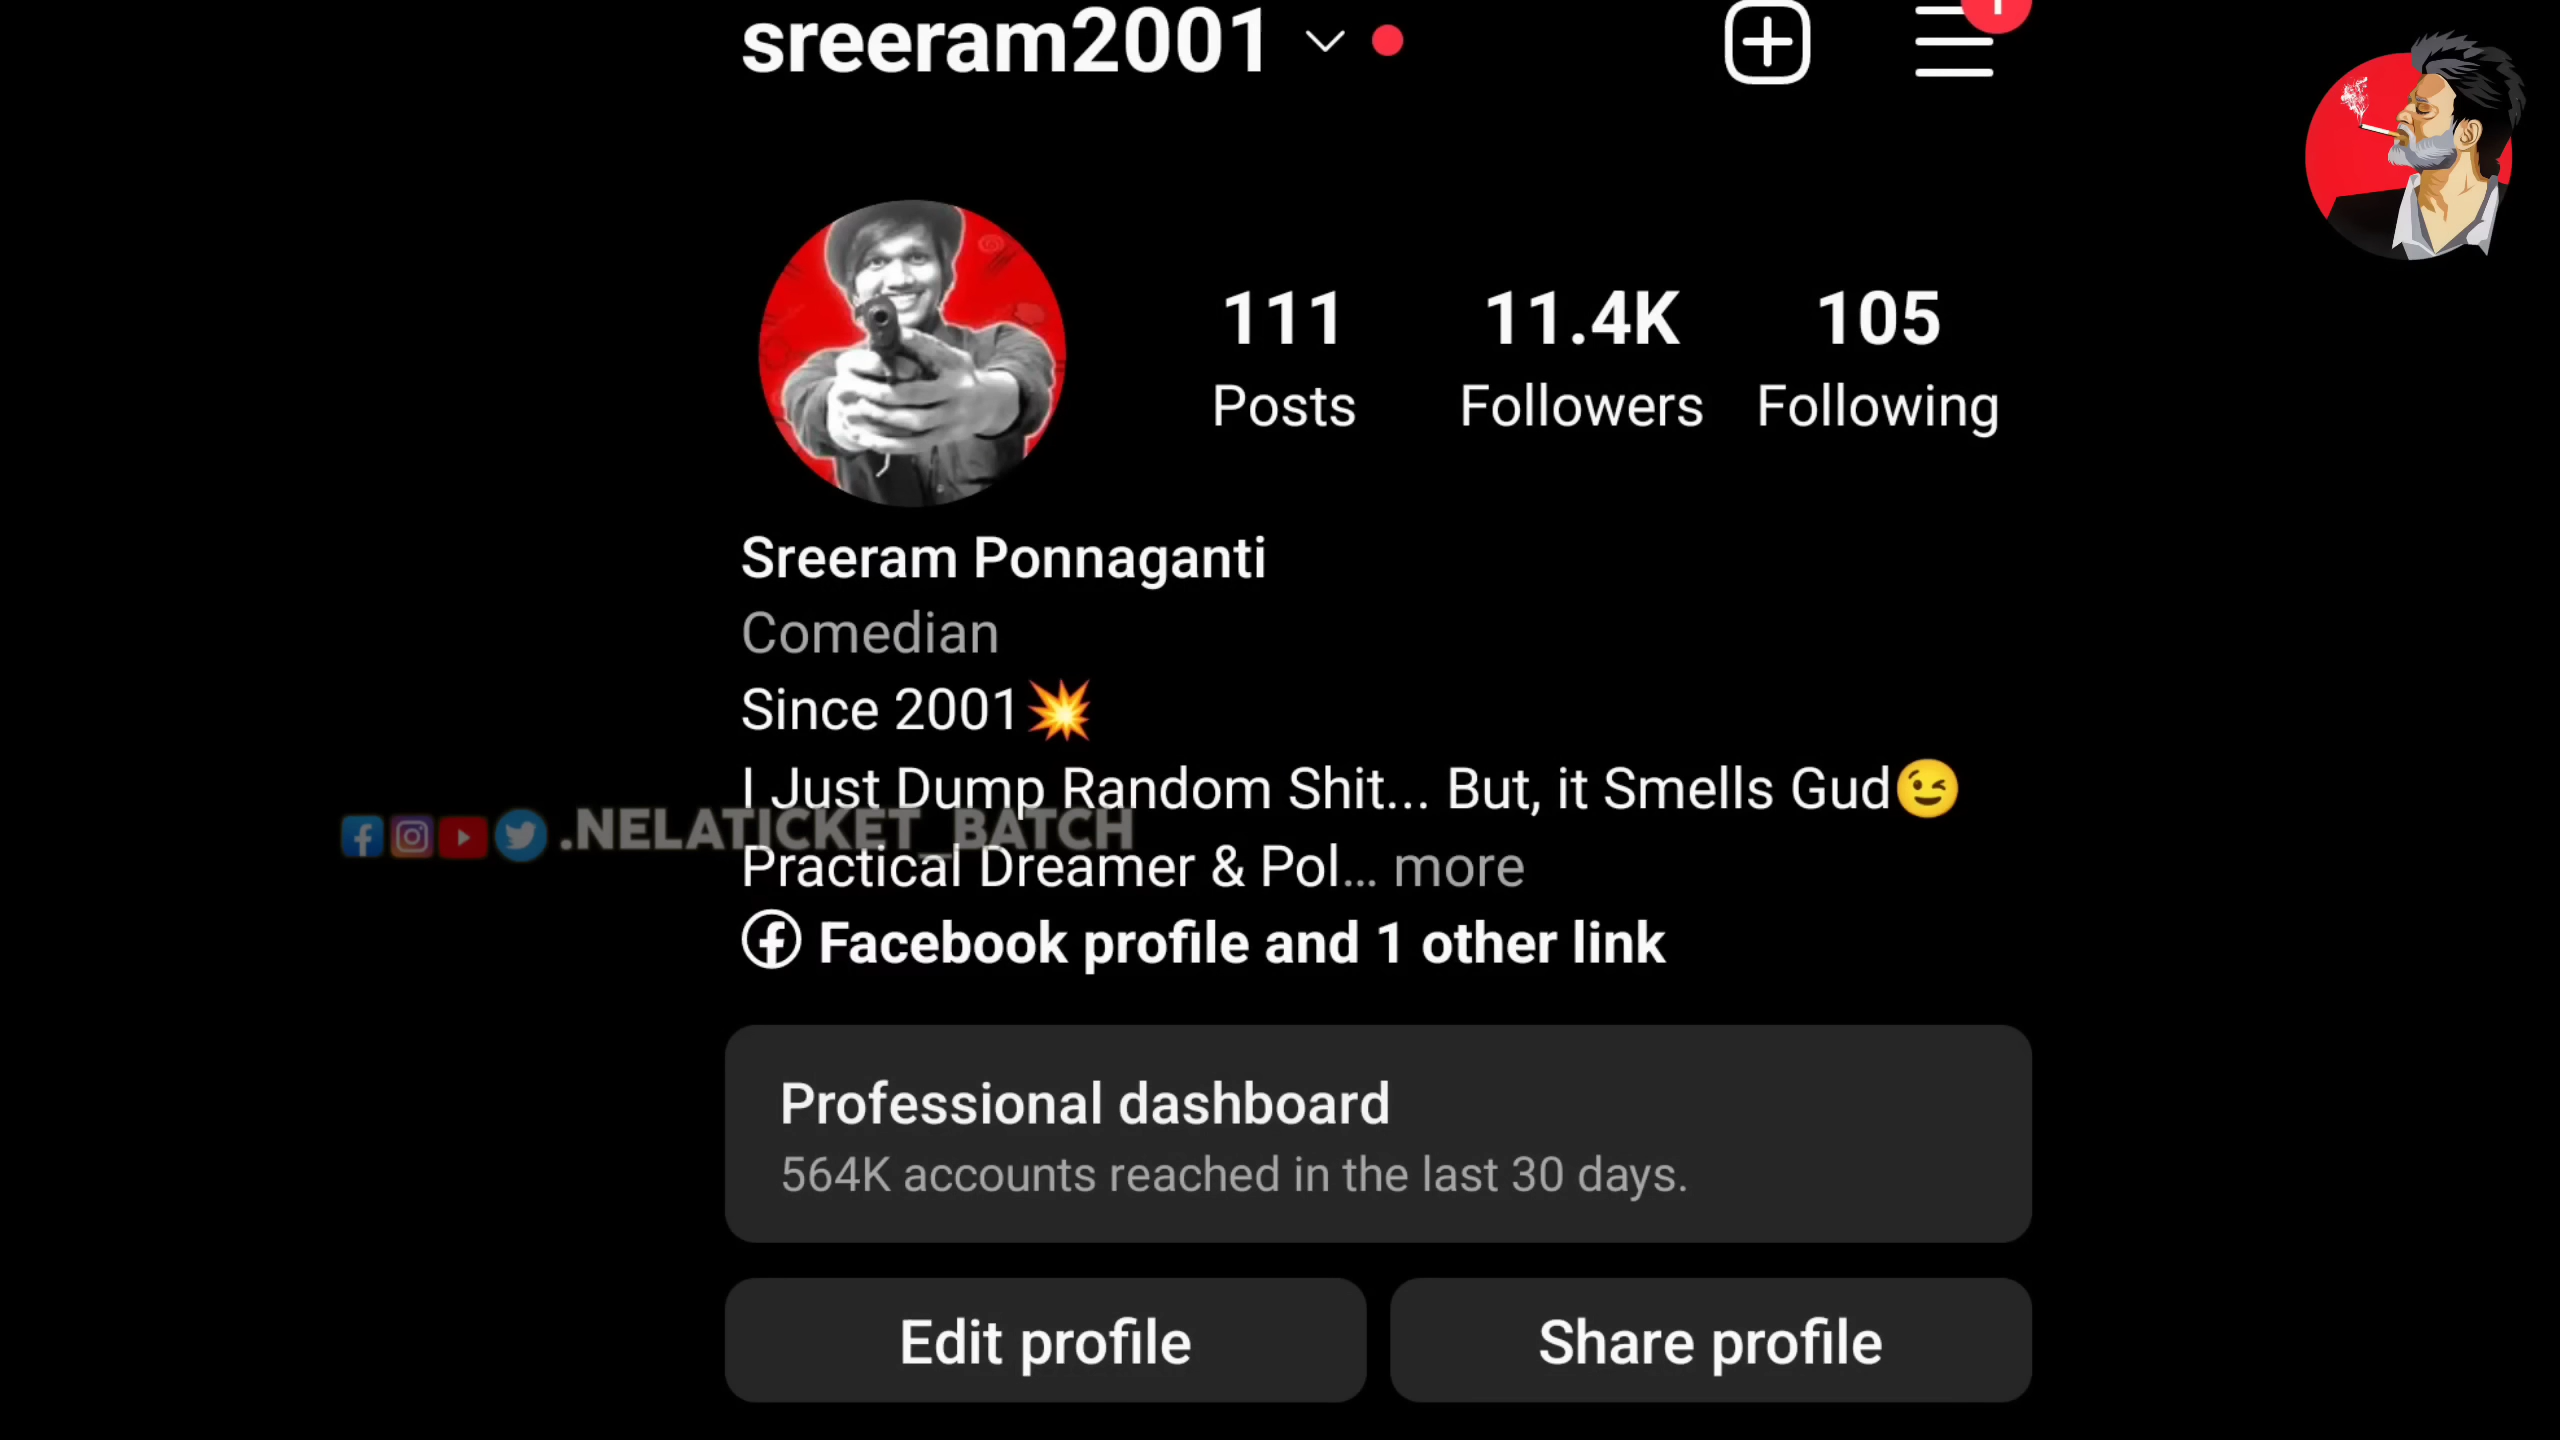 sreeram2001
111 11.4K 105
Posts Followers Following
Sreeram Ponnaganti
Comedian
Since 2001💥
I Just Dump Random Shit... But, it Smells Gud😉
.NELATICKET_BATCH
Practical Dreamer & Pol... more
Facebook profile and 1 other link
Professional dashboard
564K accounts reached in the last 30 days.
Edit profile Share profile